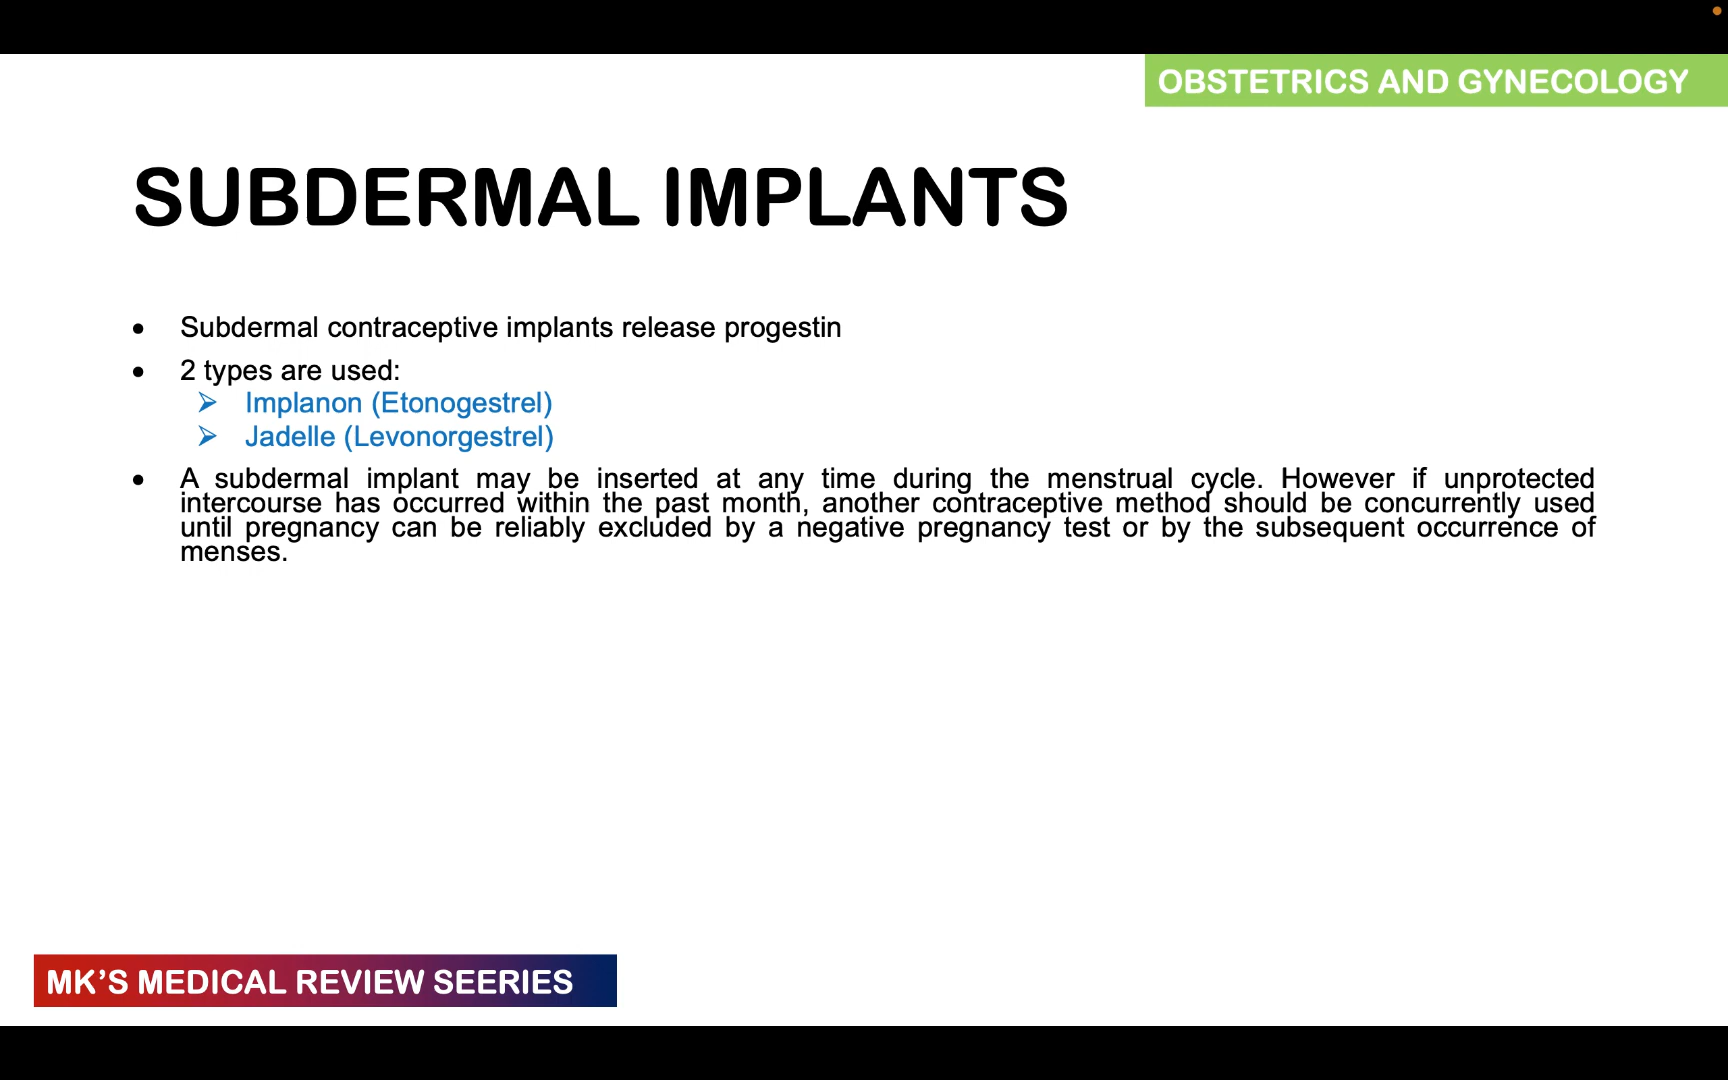 OBSTETRICS AND GYNECOLOGY
SUBDERMAL IMPLANTS
• Subdermal contraceptive implants release progestin
• 2 types are used:
➢ Implanon (Etonogestrel)
➢ Jadelle (Levonorgestrel)
• A subdermal implant may be inserted at any time during the menstrual cycle. However if unprotected
intercourse has occurred within the past month, another contraceptive method should be concurrently used
until pregnancy can be reliably excluded by a negative pregnancy test or by the subsequent occurrence of
menses.
MK’S MEDICAL REVIEW SEERIES